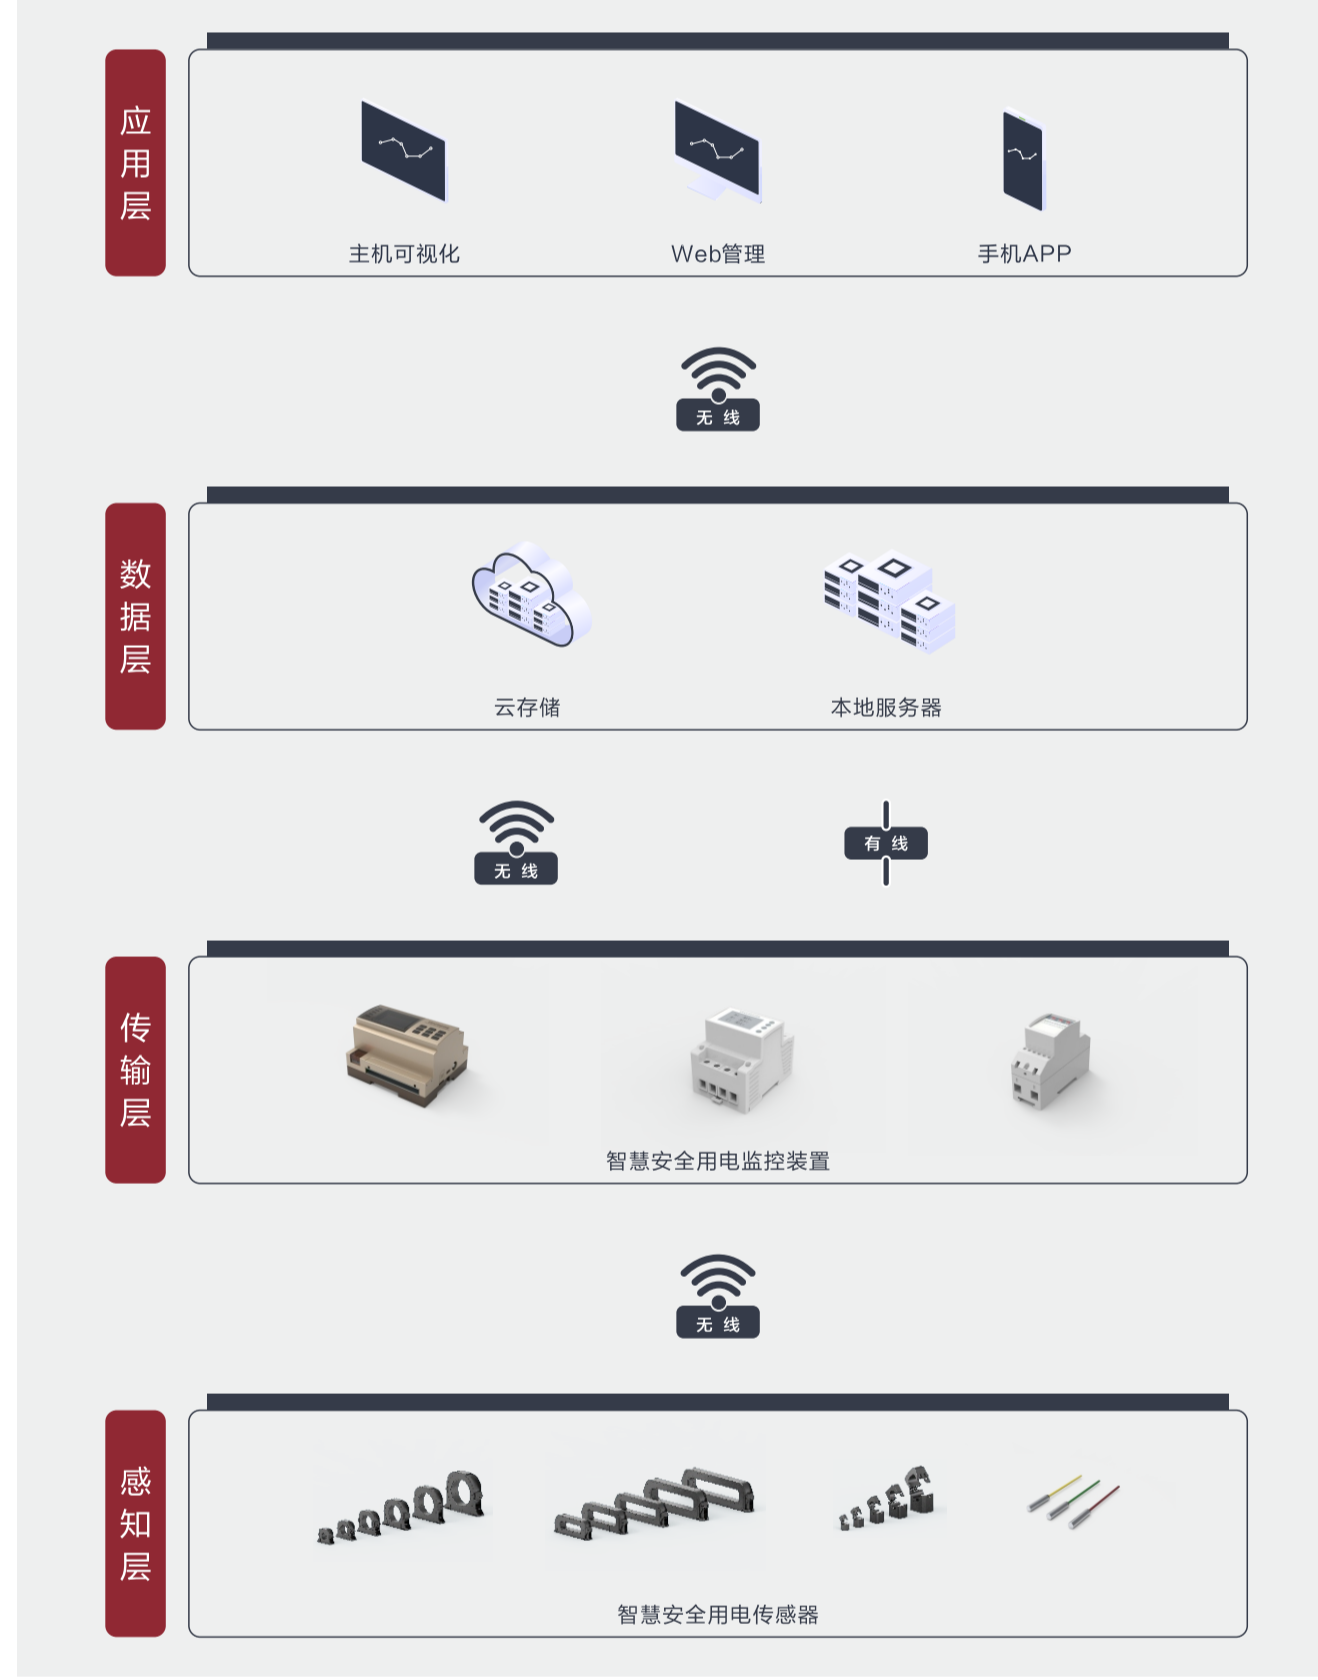 应用层
主机可视化
Web管理
手机APP
无线
数据层
云存储
本地服务器
无线
有线
传输层
智慧安全用电监控装置
无线
感知层
智慧安全用电传感器